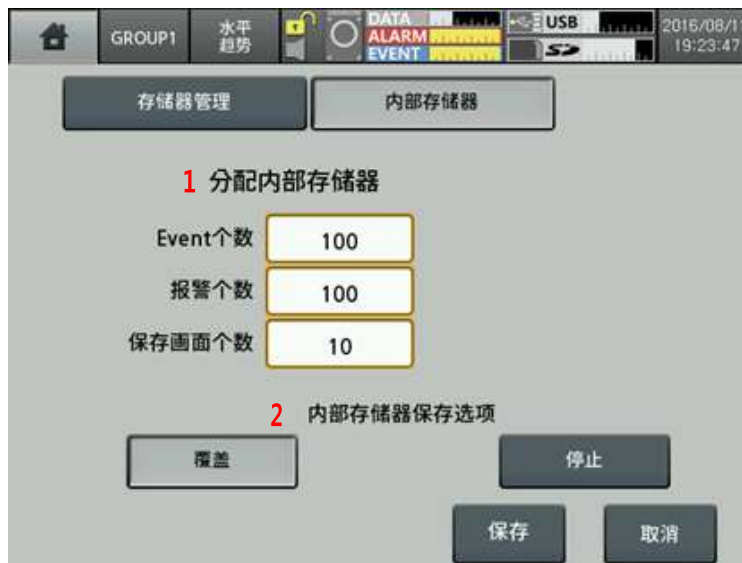 GROUP1
水平
趋势
DATA
ALARM
EVENT
USB
SD
2016/08/1
19:23:47
存储器管理
内部存储器
1 分配内部存储器
Event个数 100
报警个数 100
保存画面个数 10
2 内部存储器保存选项
覆盖
停止
保存
取消